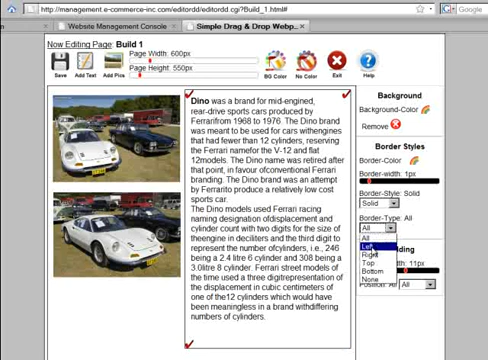 http://management.e-commerce-inc.com/editordd/editordd.cgi?Build_1.html#
Website Management Console
Simple Drag & Drop Webp...
Now Editing Page: Build 1
Page Width: 600px
Page Height: 550px
Save
Add Text
Add Pics
BG Color
No Color
Exit
Help
Dino was a brand for mid-engined,
rear-drive sports cars produced by
Ferrarifrom 1968 to 1976. The Dino brand
was meant to be used for cars withengines
that had fewer than 12 cylinders, reserving
the Ferrari namefor the V-12 and flat
12models. The Dino name was retired after
that point, in favour ofconventional Ferrari
branding. The Dino brand was an attempt
by Ferrarito produce a relatively low cost
sports car.
The Dino models used Ferrari racing
naming designation ofdisplacement and
cylinder count with two digits for the size of
theengine in deciliters and the third digit to
represent the number ofcylinders, i.e., 246
being a 2.4 litre 6 cylinder and 308 being a
3.0litre 8 cylinder. Ferrari street models of
the time used a three digitrepresentation of
the displacement in cubic centimeters of
one of the12 cylinders which would have
been meaningless in a brand withdiffering
numbers of cylinders.
Background
Background-Color
Remove
Border Styles
Border-Color
Border-width: 1px
Border-Style: Solid
Solid
Border-Type: All
All
All
Left
Right
Top
Bottom
None
Width: 11px
Position: All
All